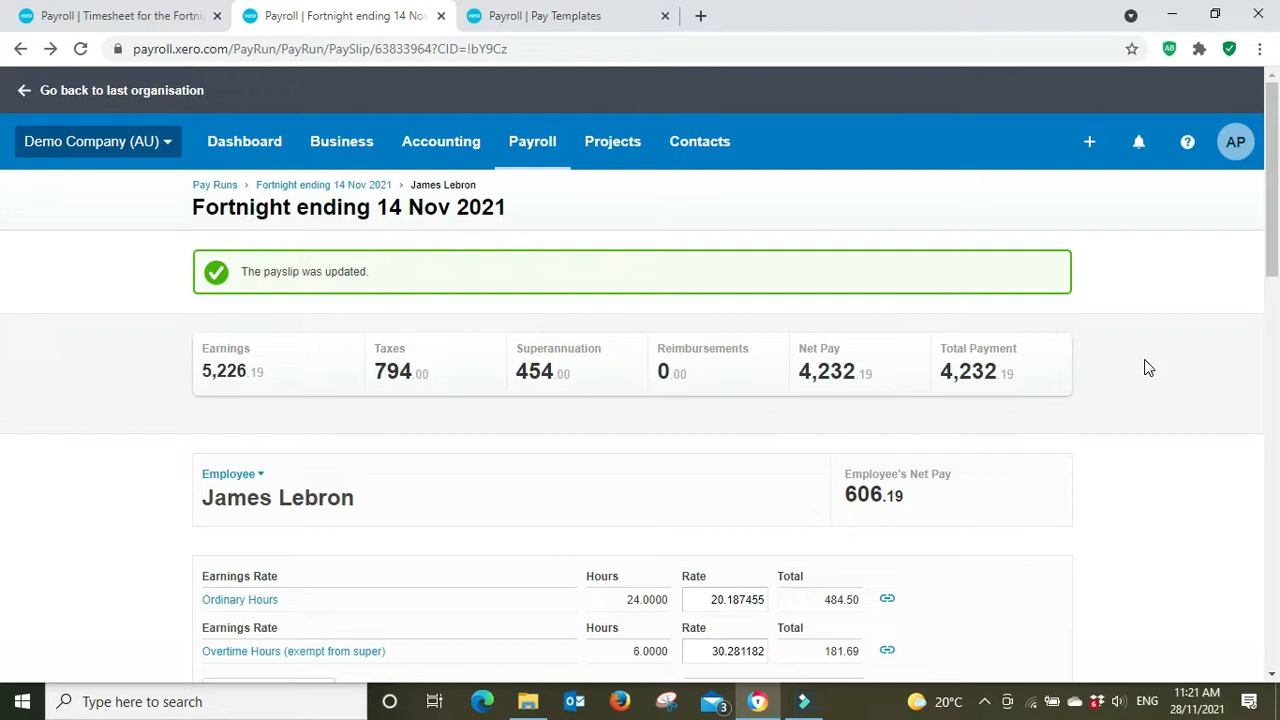 Payroll | Timesheet for the Fortni
Payroll | Fortnight ending 14 Nov
Payroll | Pay Templates
payroll.xero.com/PayRun/PayRun/PaySlip/63833964?CID=!bY9Cz
Go back to last organisation
Demo Company (AU)
Dashboard
Business
Accounting
Payroll
Projects
Contacts
AP
Pay Runs › Fortnight ending 14 Nov 2021 › James Lebron
Fortnight ending 14 Nov 2021
The payslip was updated.
Earnings Taxes Superannuation Reimbursements Net Pay Total Payment
5,226.19 794.00 454.00 0.00 4,232.19 4,232.19
Employee
James Lebron
Employee's Net Pay
606.19
Earnings Rate Hours Rate Total
Ordinary Hours 24.0000 20.187455 484.50
Earnings Rate Hours Rate Total
Overtime Hours (exempt from super) 6.0000 30.281182 181.69
Type here to search
3
20°C
6
ENG
11:21 AM
28/11/2021